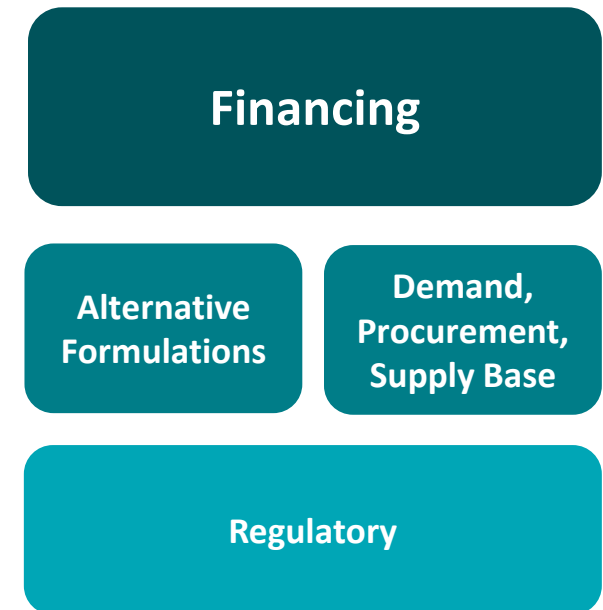 Financing
Alternative
Formulations
Demand,
Procurement,
Supply Base
Regulatory